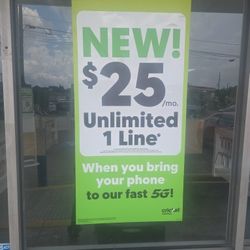 NEW!
$25/mo.
Unlimited
1 Line*
When you bring
your phone
to our fast 5G!